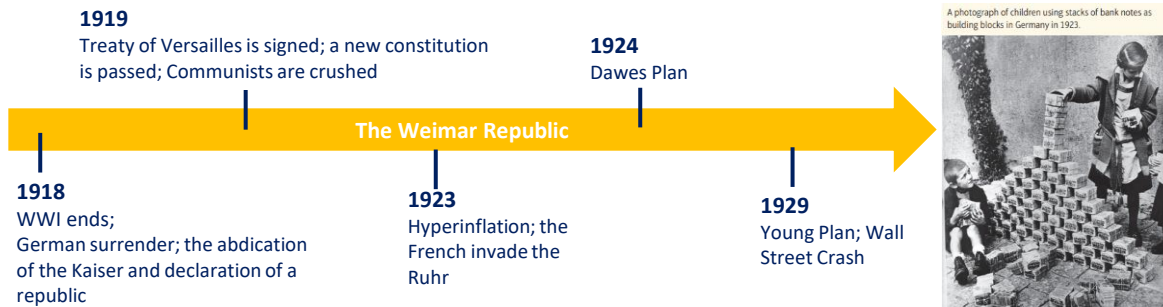 1919
Treaty of Versailles is signed; a new constitution
is passed; Communists are crushed
1924
Dawes Plan
A photograph of children using stacks of bank notes as
building blocks in Germany in 1923.
The Weimar Republic
1918
WWI ends;
German surrender; the abdication
of the Kaiser and declaration of a
republic
1923
Hyperinflation; the
French invade the
Ruhr
1929
Young Plan; Wall
Street Crash